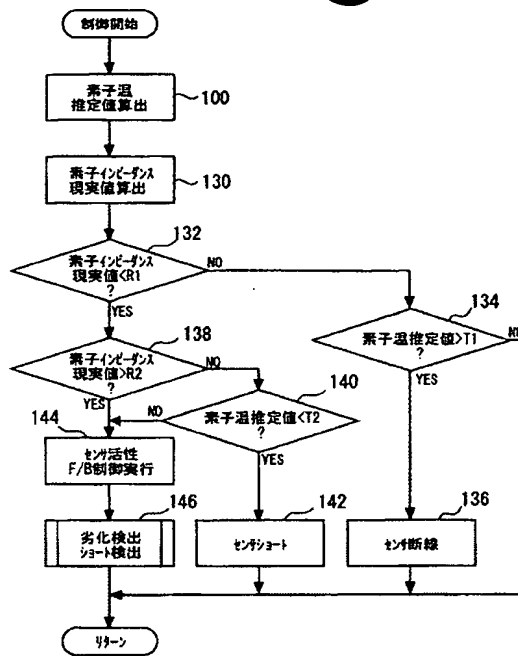 制御開始
素子温
推定値算出
100
素子インピーダンス
現実値算出
130
132
素子インピーダンス
現実値<R1
?
NO
YES
134
素子温推定値>T1
?
YES
138
素子インピーダンス
現実値>R2
?
NO
YES
140
素子温推定値<T2
?
NO
YES
144
センサ活性
F/B制御実行
146
劣化検出
ショート検出
142
センサショート
136
センサ断線
リターン